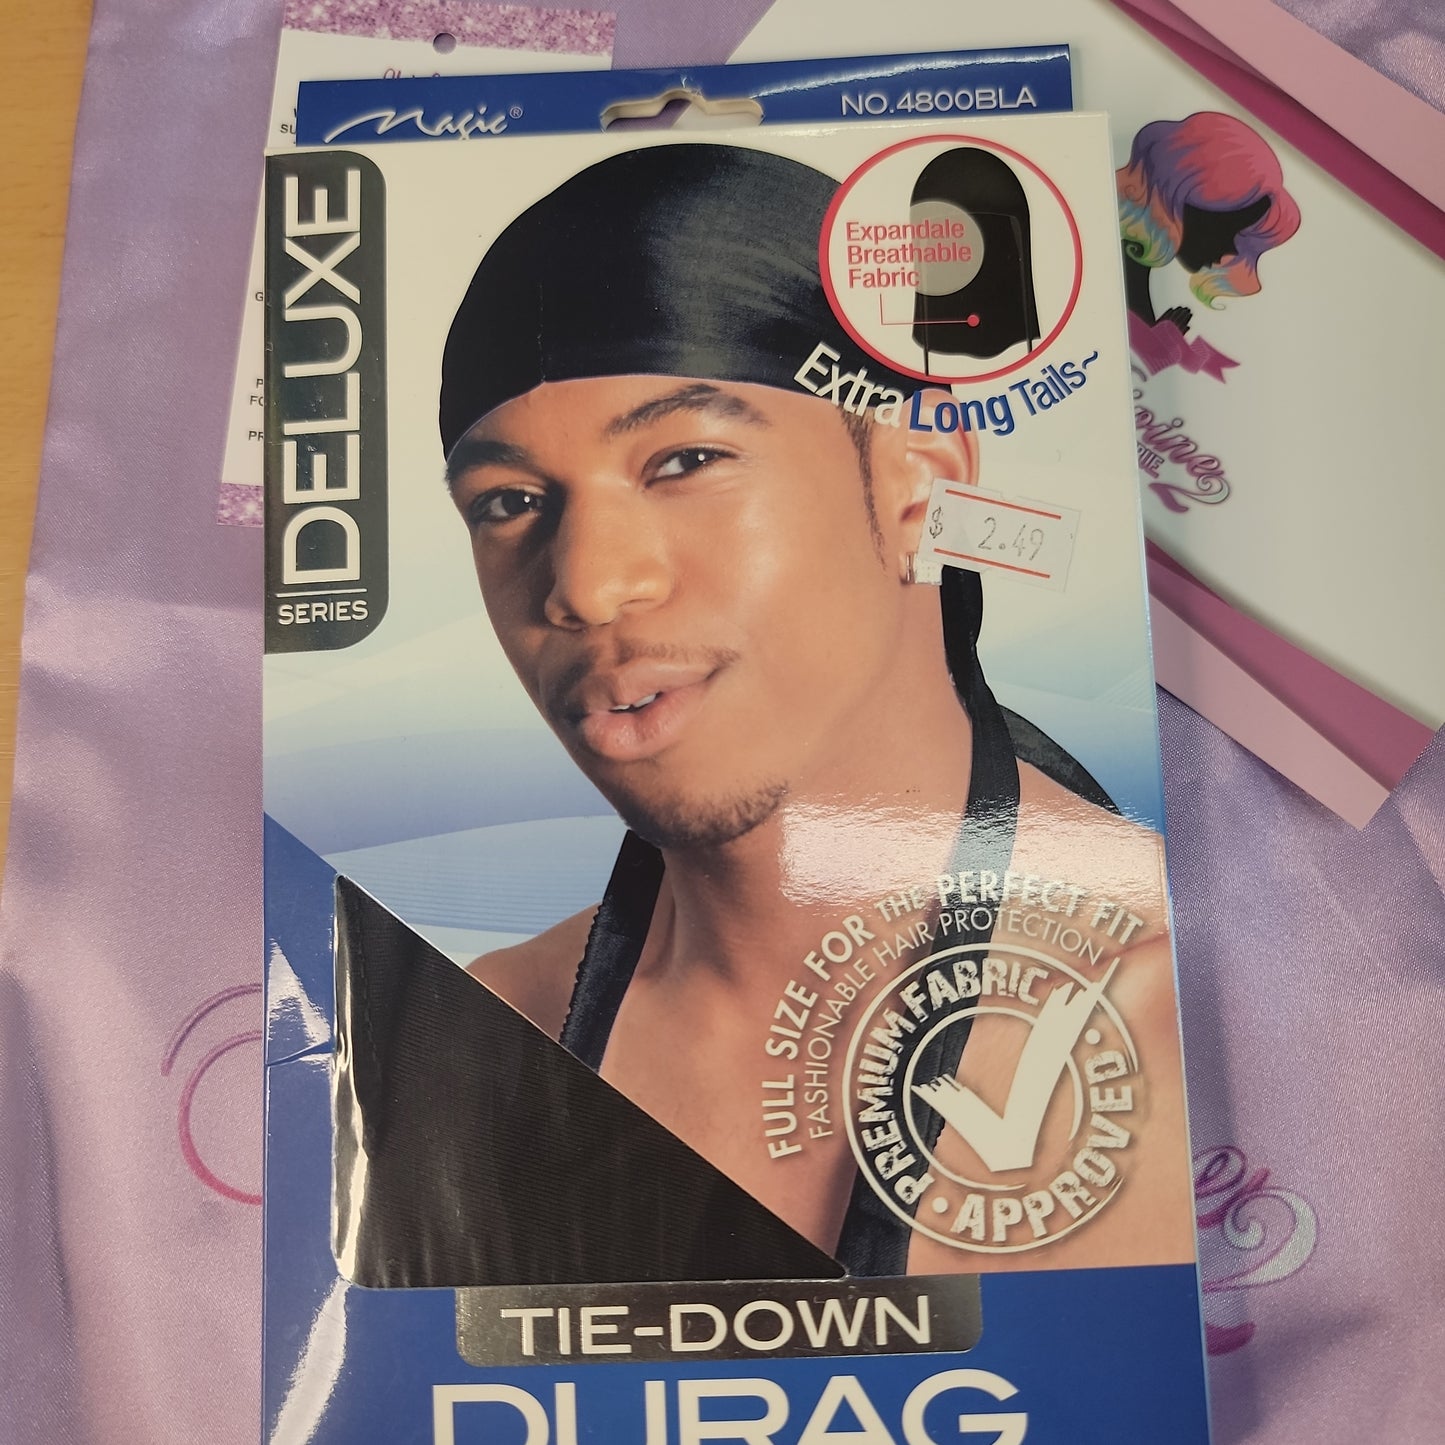 Magic®
NO.4800BLA
DELUXE
SERIES
Expandale
Breathable
Fabric
Extra Long Tails~
$ 2.49
FULL SIZE FOR THE PERFECT FIT
FASHIONABLE HAIR PROTECTION
PREMIUM FABRIC
APPROVED
TIE-DOWN
DURAG